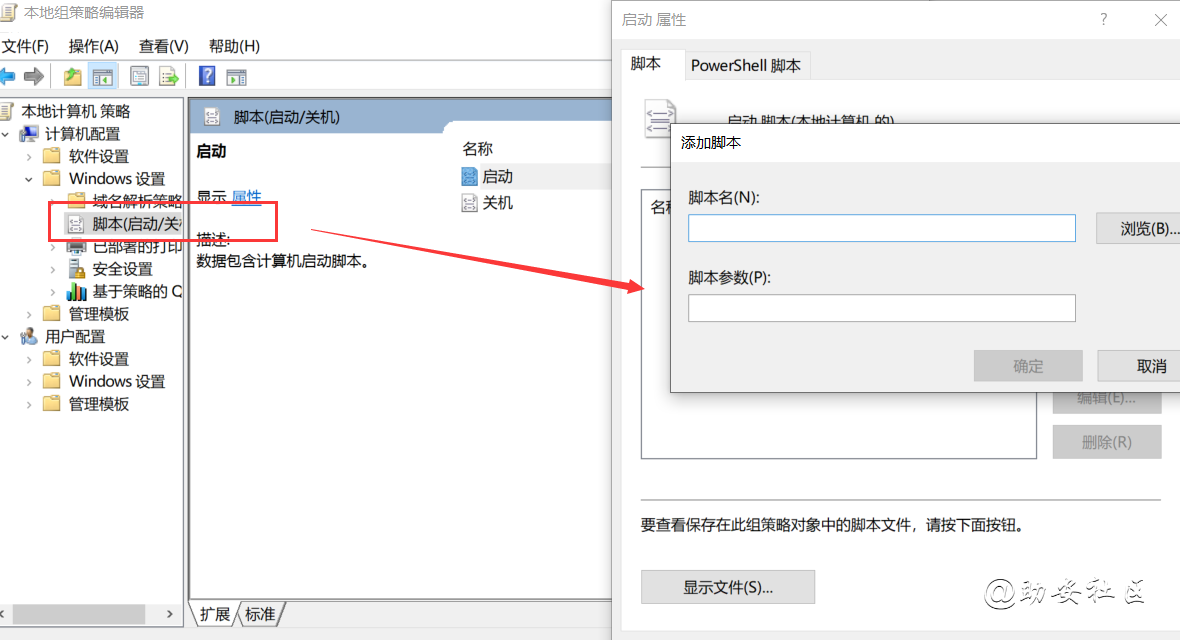 本地组策略编辑器
文件(F) 操作(A) 查看(V) 帮助(H)
本地计算机 策略
计算机配置
软件设置
Windows 设置
域名解析策略
脚本(启动/关
已部署的打印
安全设置
基于策略的 Q
管理模板
用户配置
软件设置
Windows 设置
管理模板
脚本(启动/关机)
启动
显示 属性
描述:
数据包含计算机启动脚本。
名称
启动
关机
扩展 标准
启动 属性
脚本
PowerShell 脚本
启动 脚本(本地计算机 的)
名称
添加脚本
脚本名(N):
浏览(B)...
脚本参数(P):
确定 取消
编辑(E)...
删除(R)
要查看保存在此组策略对象中的脚本文件，请按下面按钮。
显示文件(S)...
@助安社区